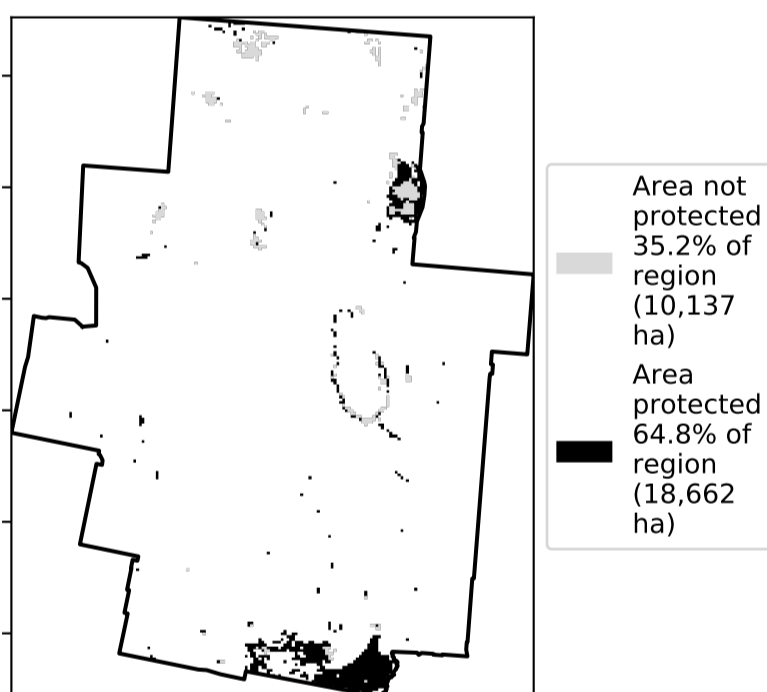 Area not
protected
35.2% of
region
(10,137
ha)
Area
protected
64.8% of
region
(18,662
ha)